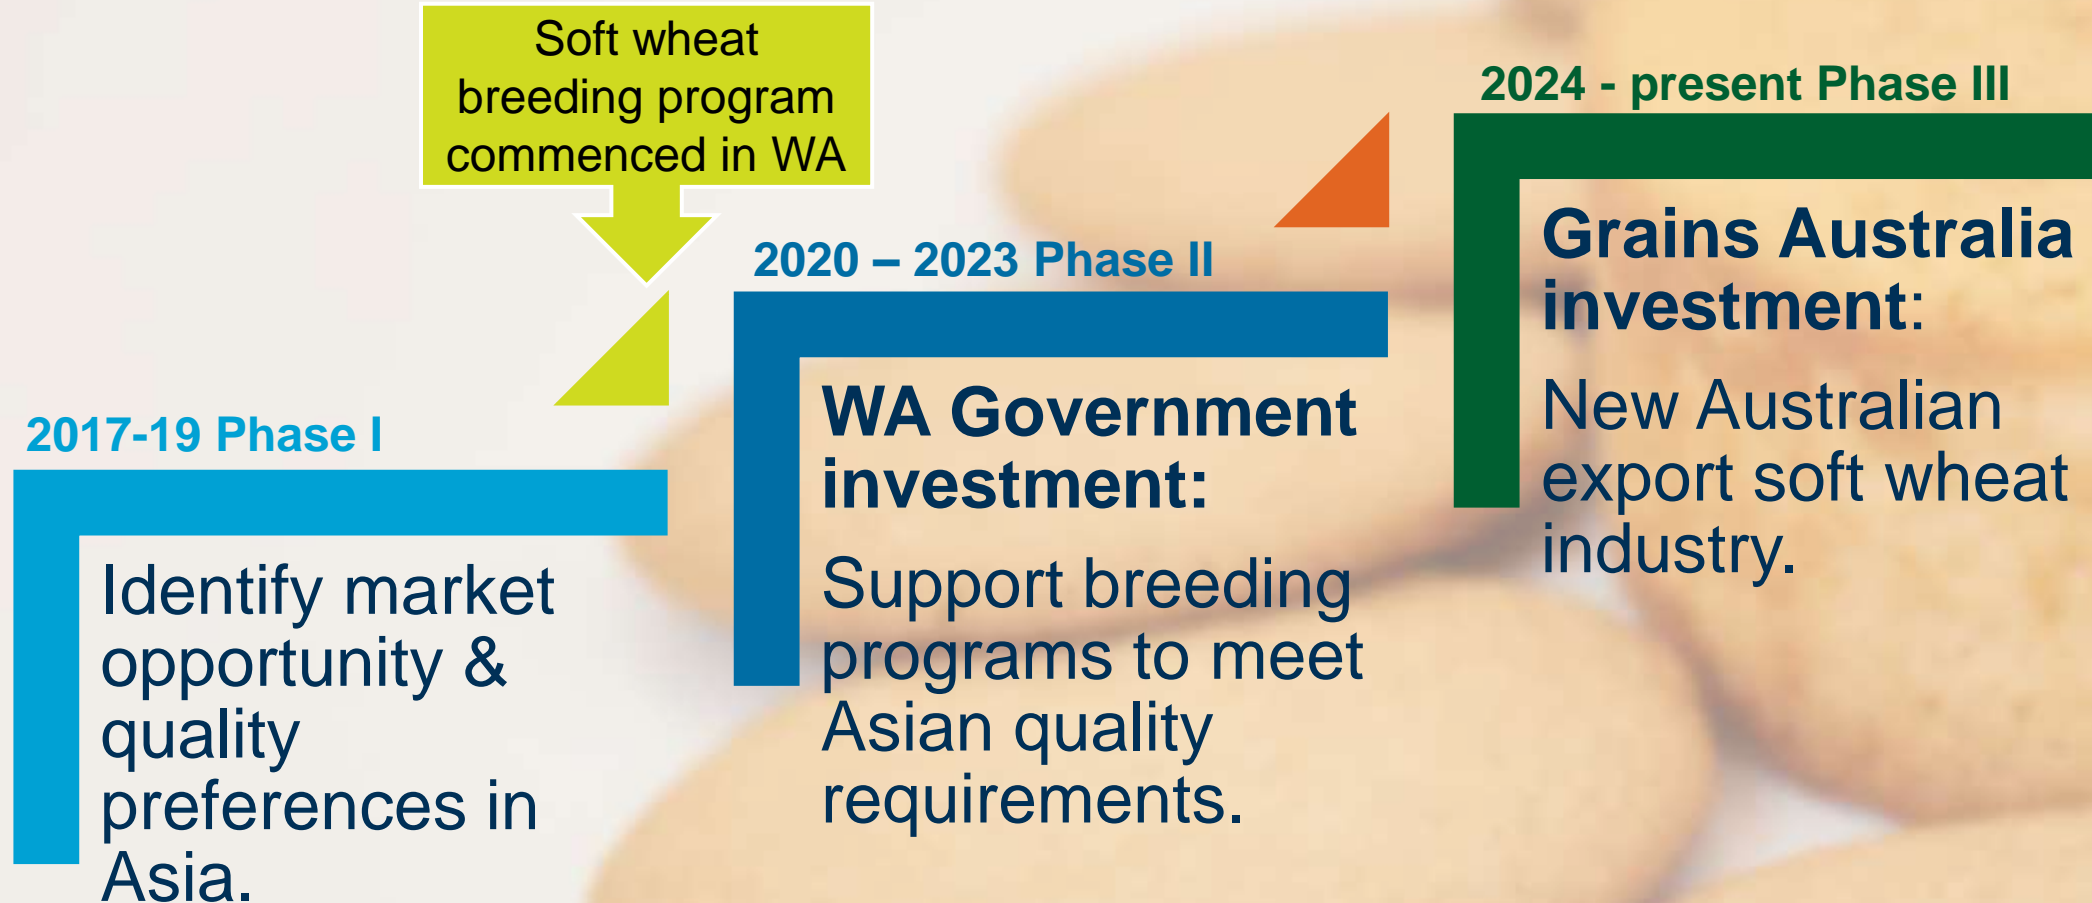 Soft wheat
breeding program
commenced in WA
2017-19 Phase I
Identify market
opportunity &
quality
preferences in
Asia.
2020 – 2023 Phase II
WA Government
investment:
Support breeding
programs to meet
Asian quality
requirements.
2024 - present Phase III
Grains Australia
investment:
New Australian
export soft wheat
industry.